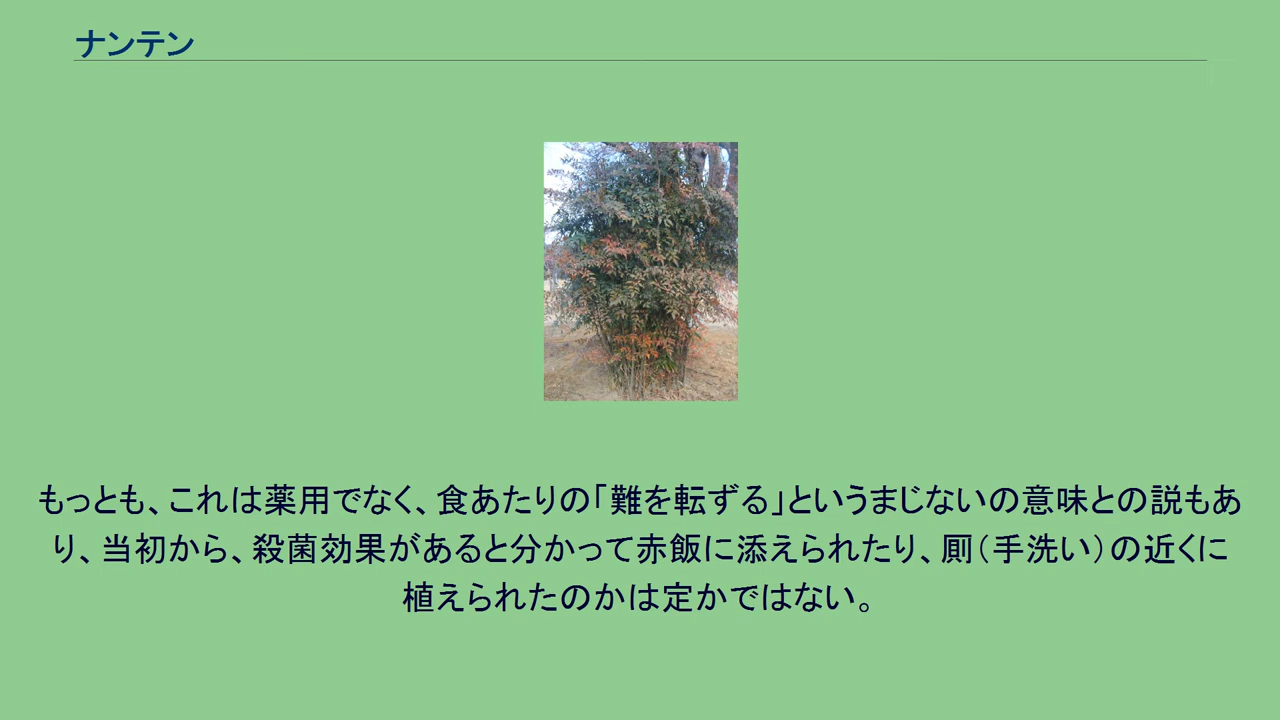 ナンテン
もっとも、これは薬用でなく、食あたりの「難を転ずる」というまじないの意味との説もあ
り、当初から、殺菌効果があると分かって赤飯に添えられたり、厠（手洗い）の近くに
植えられたのかは定かではない。